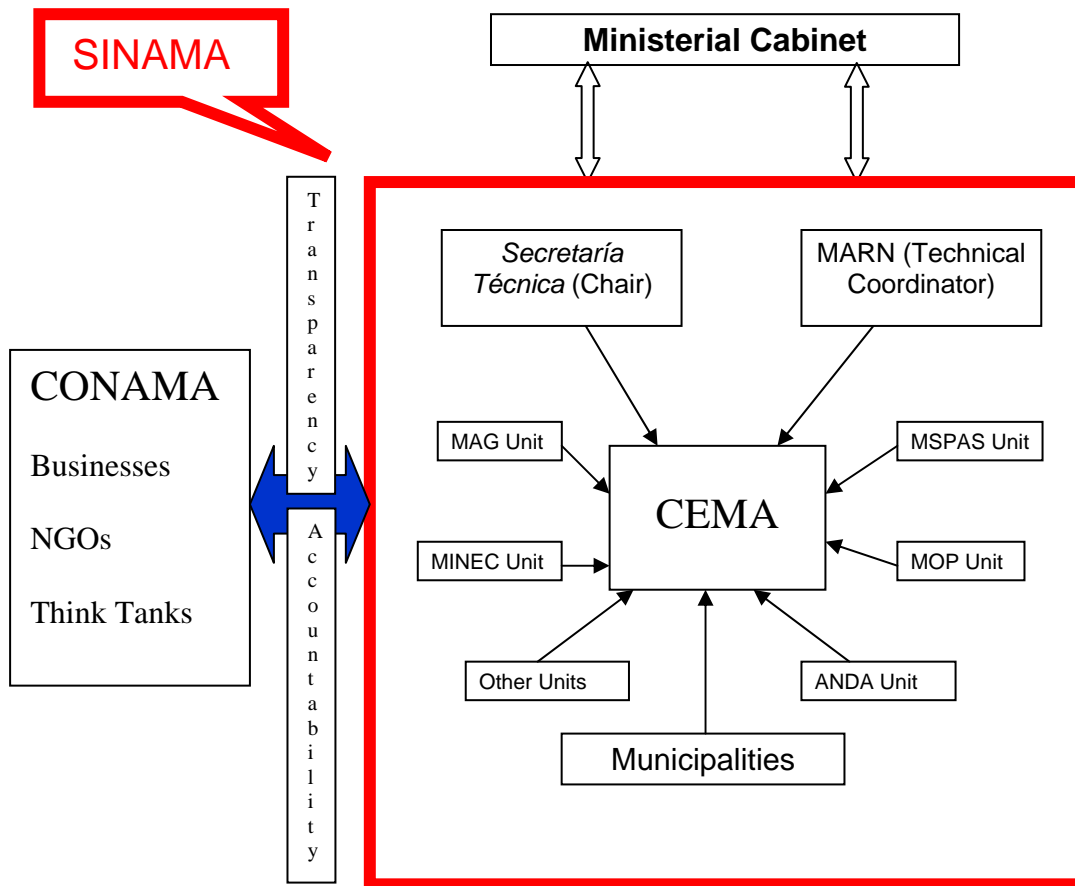 SINAMA
Ministerial Cabinet
Transparency
Accountability
Secretaría
Técnica (Chair)
MARN (Technical
Coordinator)
CONAMA
Businesses
NGOs
Think Tanks
MAG Unit
MSPAS Unit
CEMA
MINEC Unit
MOP Unit
Other Units
ANDA Unit
Municipalities